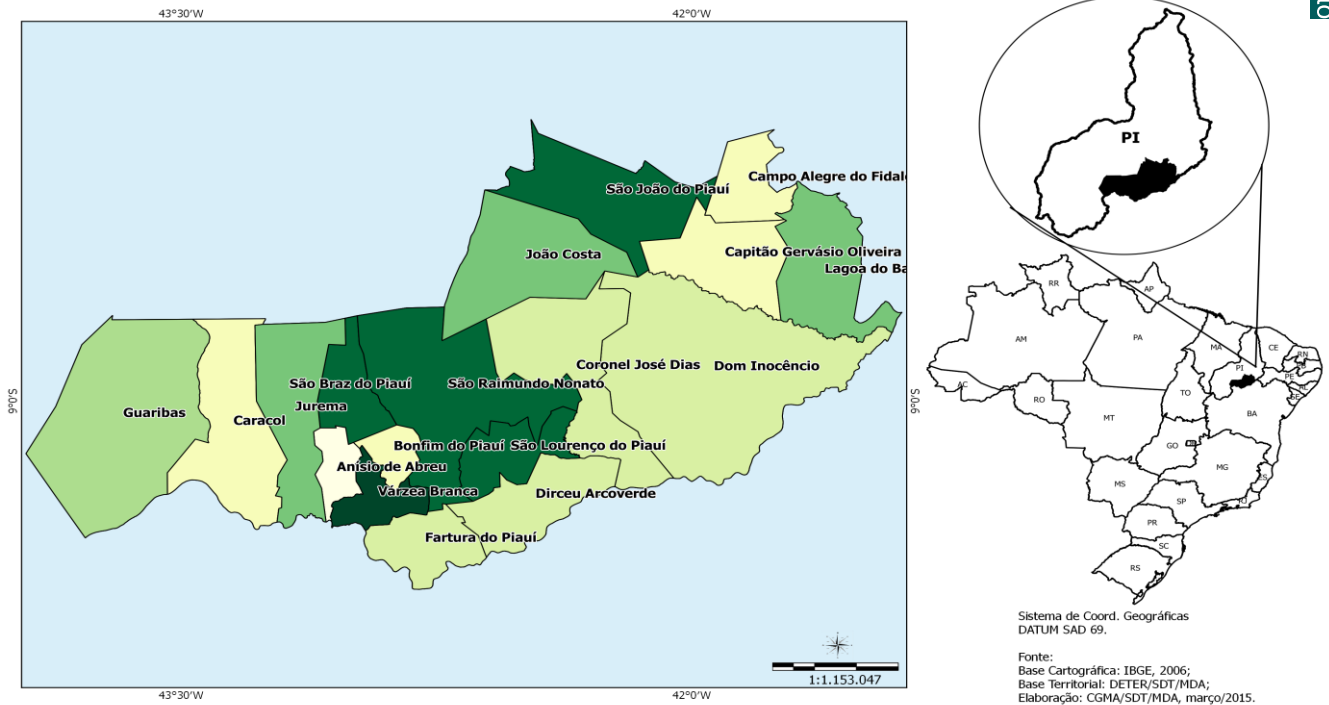 43°30'W
42°0'W
PI
Campo Alegre do Fidal
São João do Piauí
João Costa
Capitão Gervásio Oliveira
Lagoa do Ba
Coronel José Dias
Dom Inocêncio
São Braz do Piauí
São Raimundo Nonato
Guaribas
Jurema
Caracol
Bonfim do Piauí
São Lourenço do Piauí
Anísio de Abreu
Várzea Branca
Dirceu Arcoverde
Fartura do Piauí
9°0'S
9°0'S
1:1.153.047
43°30'W
42°0'W
RR
AP
AM
PA
MA
CE
RN
PI
PE
AL
SE
AC
RO
TO
BA
MT
GO
MG
ES
MS
SP
RJ
PR
SC
RS
Sistema de Coord. Geográficas
DATUM SAD 69.
Fonte:
Base Cartográfica: IBGE, 2006;
Base Territorial: DETER/SDT/MDA;
Elaboração: CGMA/SDT/MDA, março/2015.